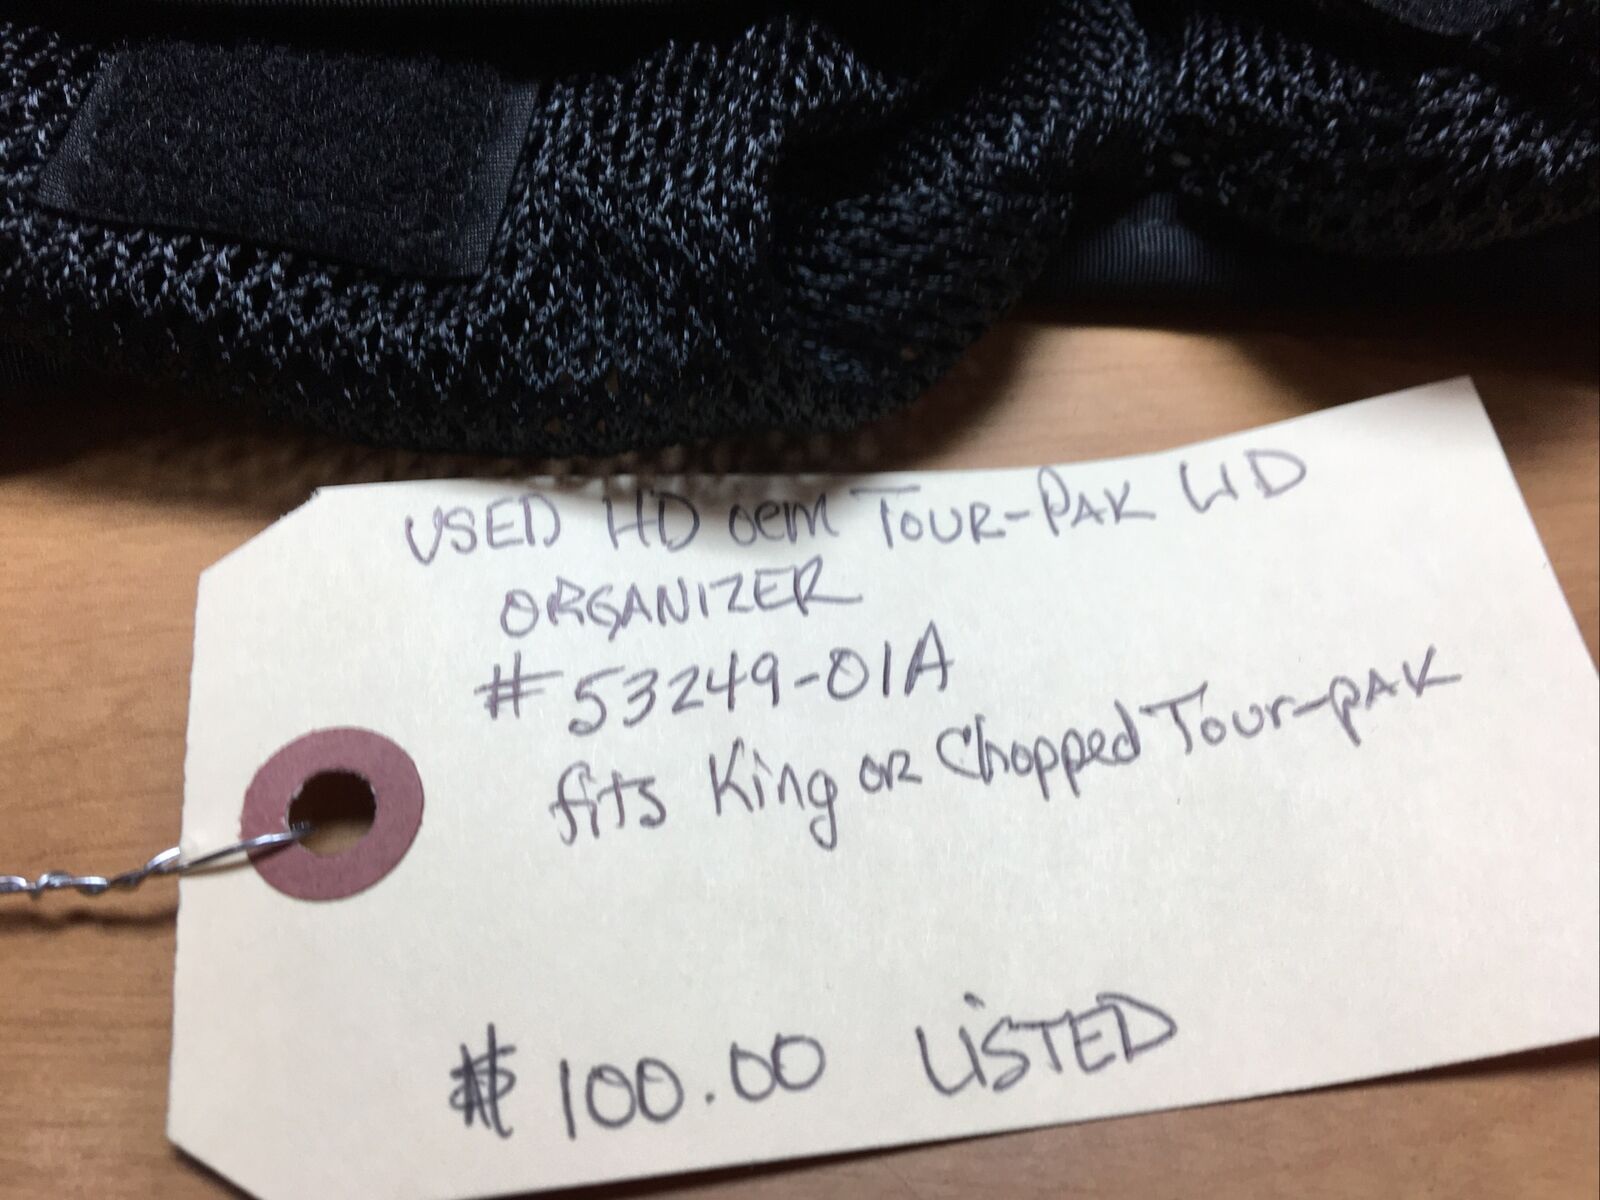 USED HD OEM TOUR-PAK LID
ORGANIZER
# 53249-01A
fits King OR Chopped Tour-PAK
$100.00 LISTED